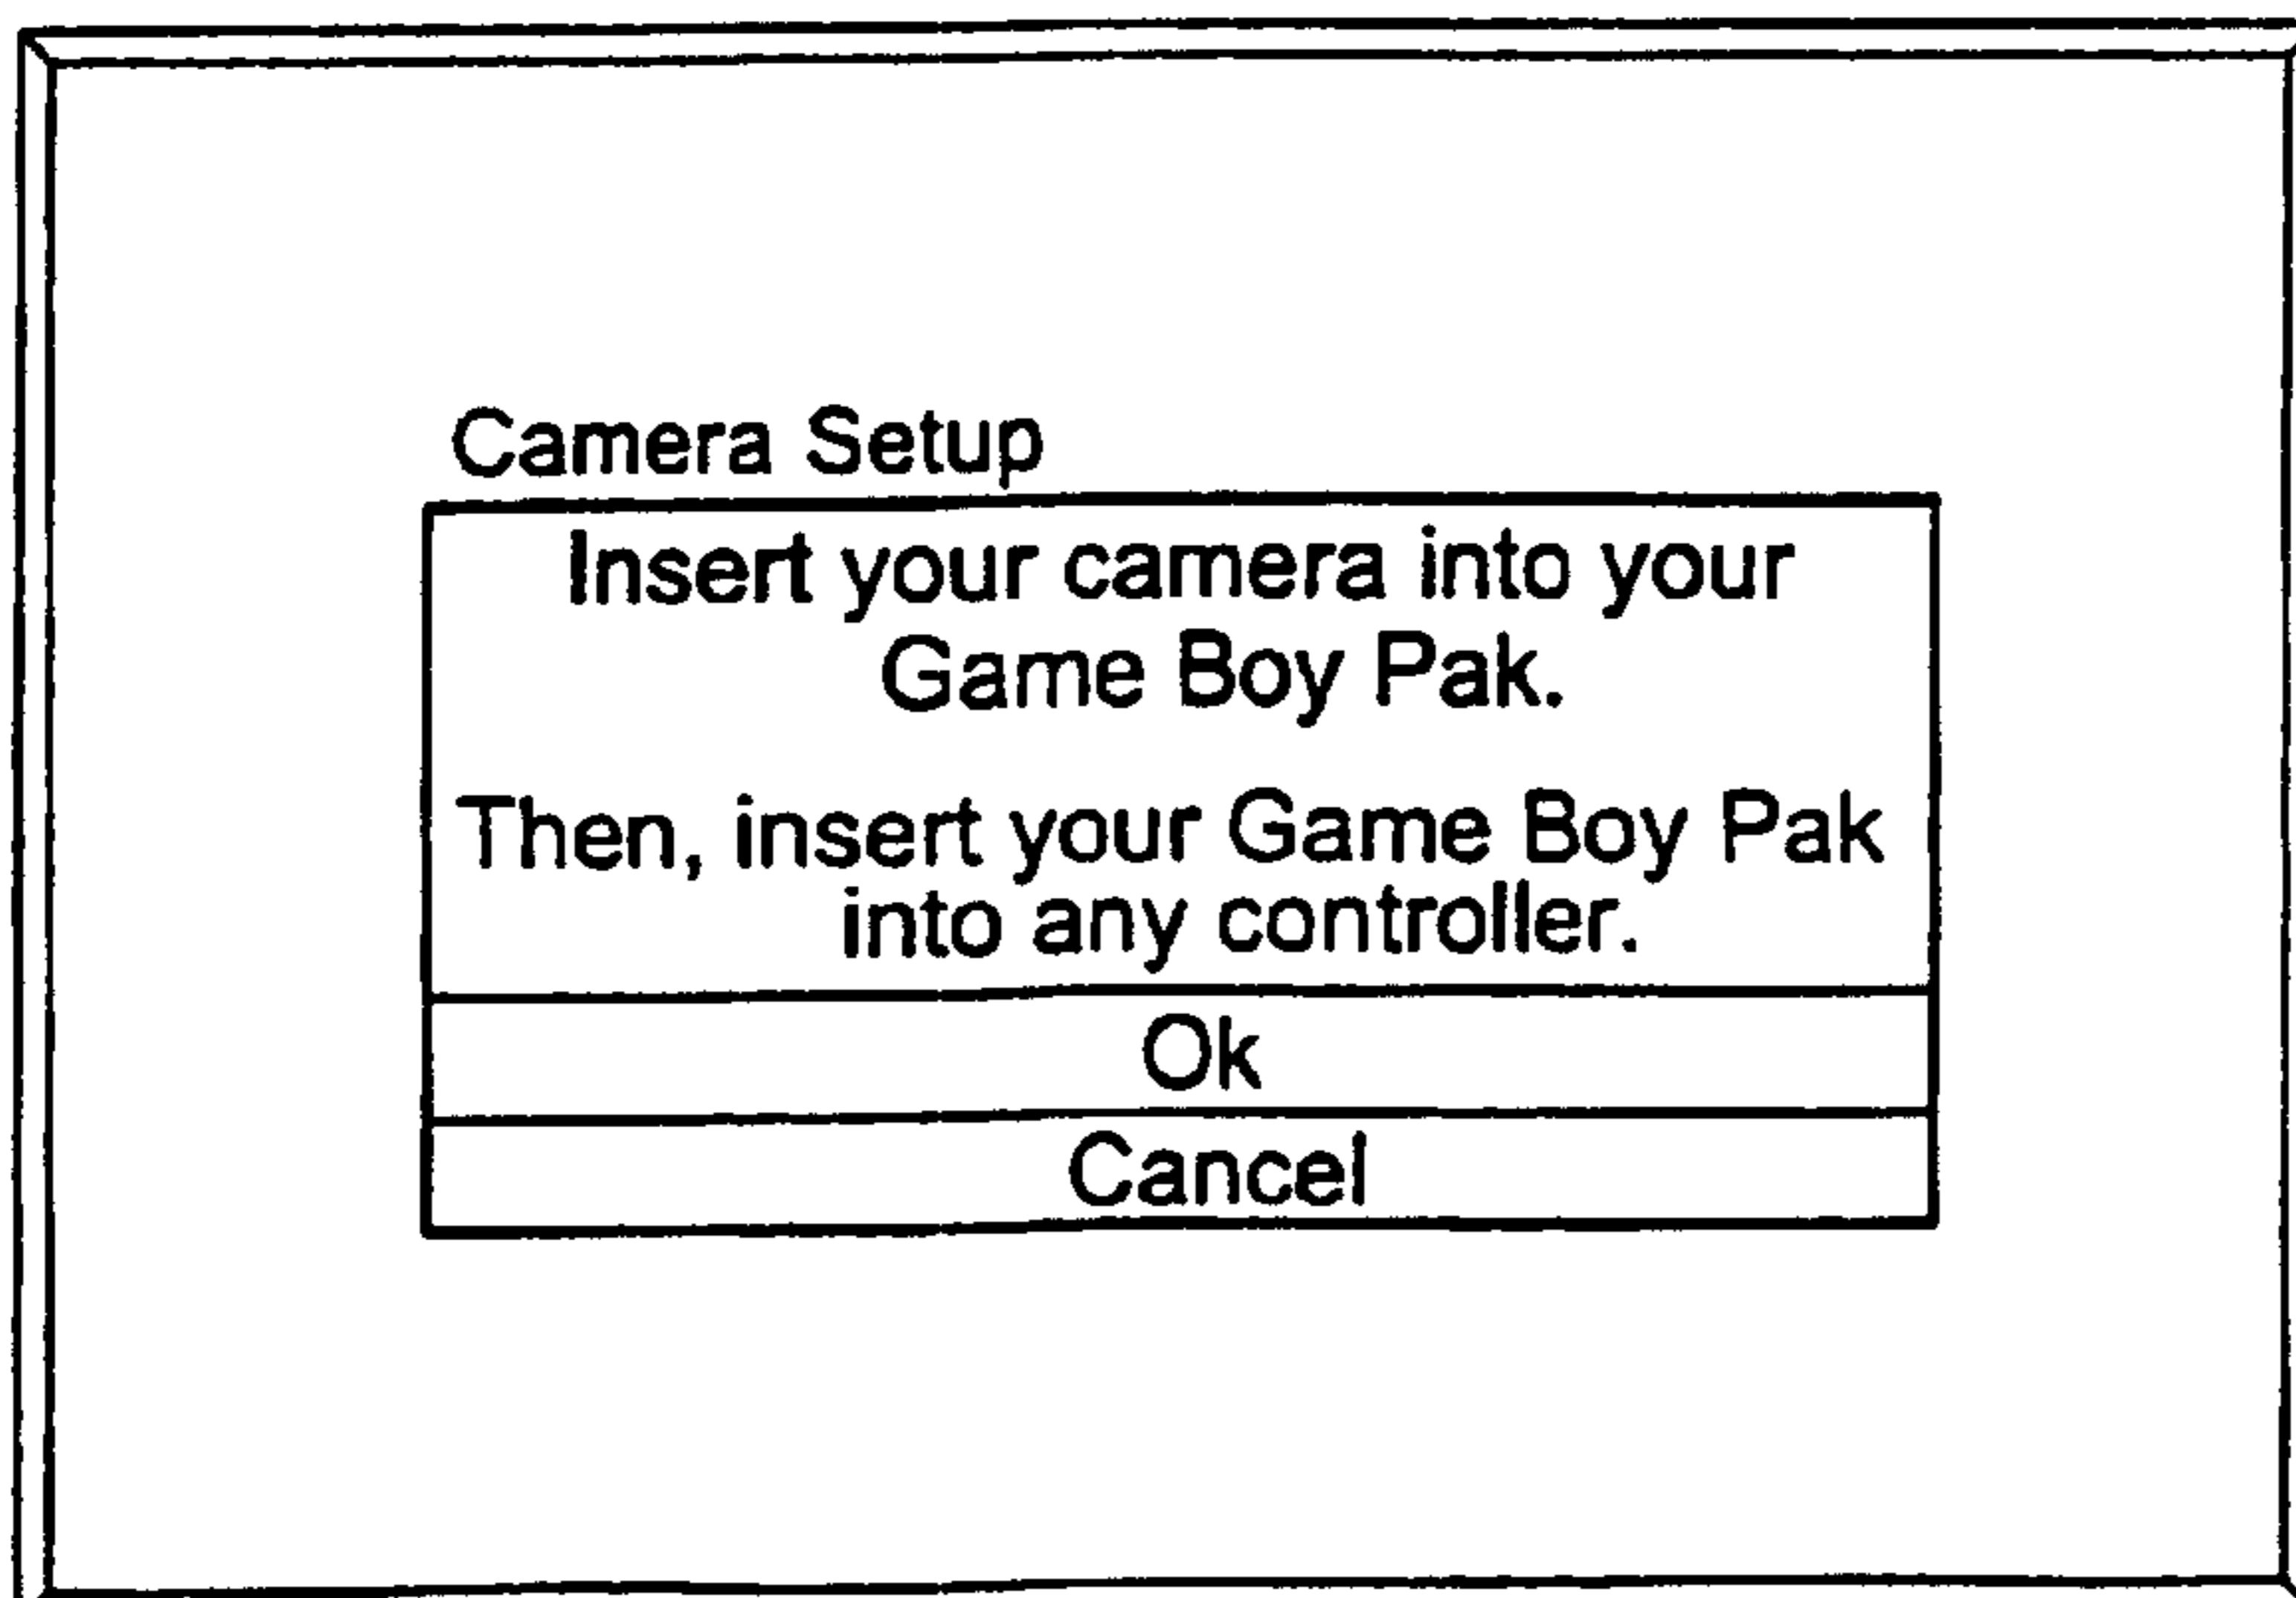 Camera Setup
Insert your camera into your
Game Boy Pak.
Then, insert your Game Boy Pak
into any controller.
Ok
Cancel